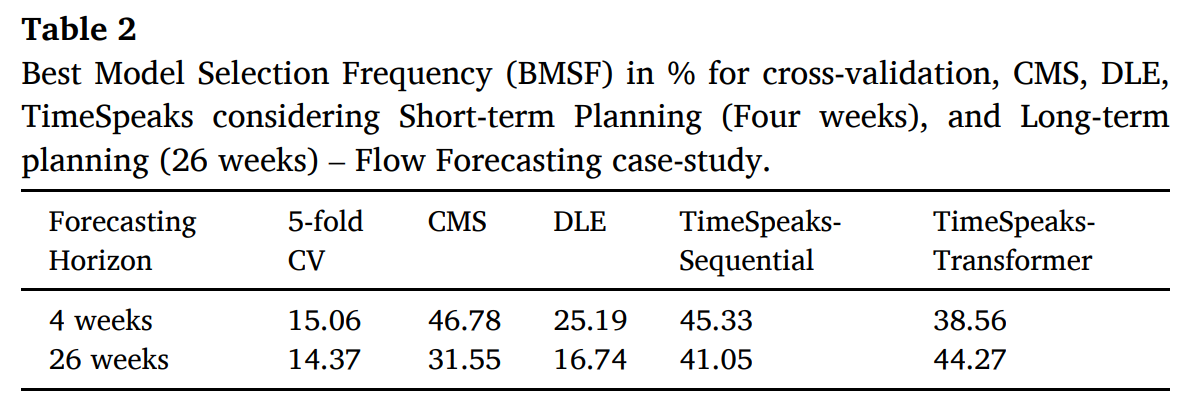 Table 2
Best Model Selection Frequency (BMSF) in % for cross-validation, CMS, DLE,
TimeSpeaks considering Short-term Planning (Four weeks), and Long-term
planning (26 weeks) – Flow Forecasting case-study.
Forecasting 5-fold CMS DLE TimeSpeaks- TimeSpeaks-
Horizon CV Sequential Transformer
4 weeks 15.06 46.78 25.19 45.33 38.56
26 weeks 14.37 31.55 16.74 41.05 44.27